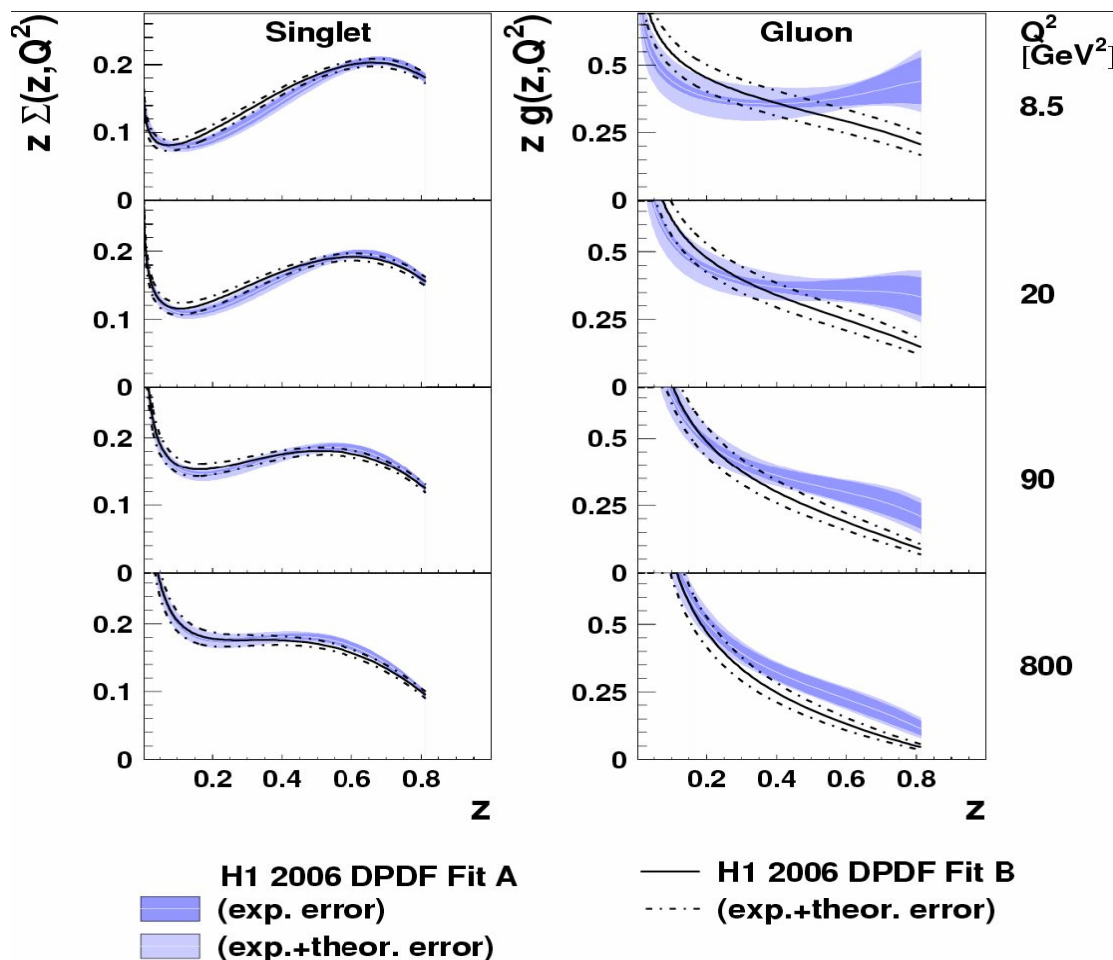 Singlet
Gluon
Q² [GeV²]
z Σ(z,Q²)
z g(z,Q²)
0.2
0.1
0
0.5
0.25
0
8.5
0.2
0.1
0
0.5
0.25
0
20
0.2
0.1
0
0.5
0.25
0
90
0.2
0.1
0
0.5
0.25
0
800
0.2 0.4 0.6 0.8
z
0.2 0.4 0.6 0.8
z
H1 2006 DPDF Fit A
(exp. error)
(exp.+theor. error)
H1 2006 DPDF Fit B
(exp.+theor. error)